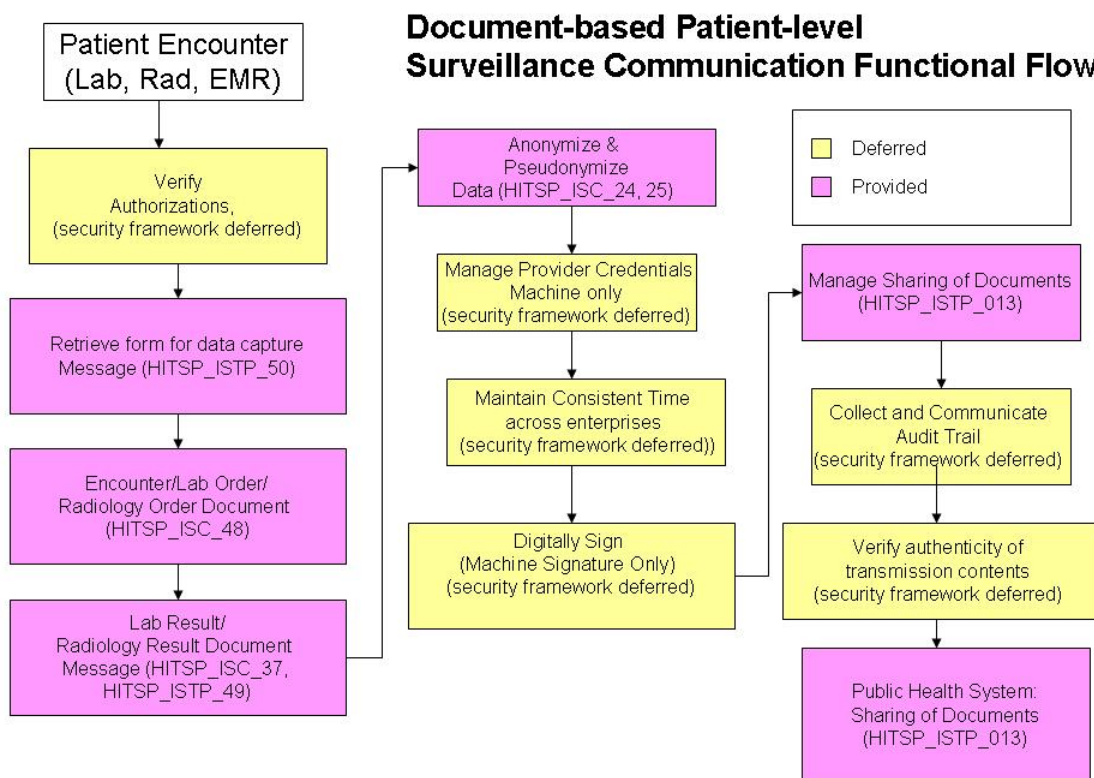 Document-based Patient-level
Surveillance Communication Functional Flow
Patient Encounter
(Lab, Rad, EMR)
Verify
Authorizations,
(security framework deferred)
Retrieve form for data capture
Message (HITSP_ISTP_50)
Encounter/Lab Order/
Radiology Order Document
(HITSP_ISC_48)
Lab Result/
Radiology Result Document
Message (HITSP_ISC_37,
HITSP_ISTP_49)
Anonymize &
Pseudonymize
Data (HITSP_ISC_24, 25)
Manage Provider Credentials
Machine only
(security framework deferred)
Maintain Consistent Time
across enterprises
(security framework deferred))
Digitally Sign
(Machine Signature Only)
(security framework deferred)
Deferred
Provided
Manage Sharing of Documents
(HITSP_ISTP_013)
Collect and Communicate
Audit Trail
(security framework deferred)
Verify authenticity of
transmission contents
(security framework deferred)
Public Health System:
Sharing of Documents
(HITSP_ISTP_013)